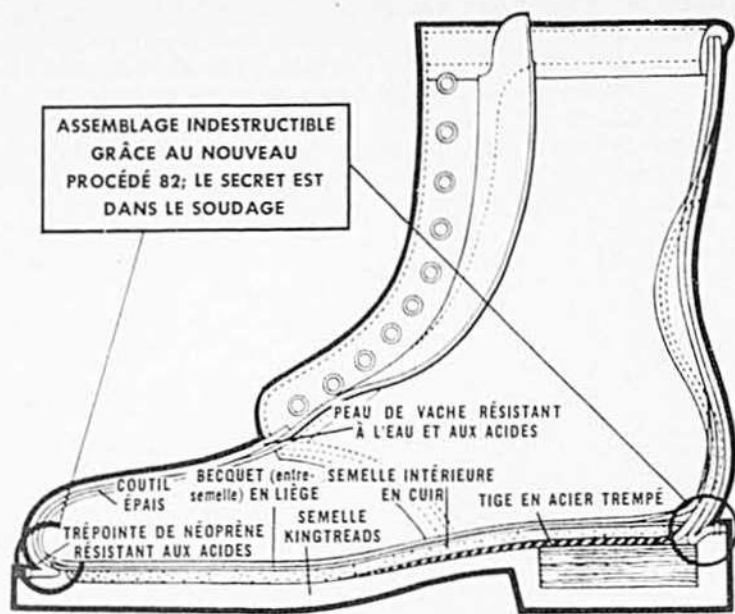 ASSEMBLAGE INDESTRUCTIBLE
GRÂCE AU NOUVEAU
PROCÉDÉ 82; LE SECRET EST
DANS LE SOUDAGE
PEAU DE VACHE RÉSISTANT
À L'EAU ET AUX ACIDES
COUTIL
ÉPAIS
BECQUET (entre-
semelle) EN LIÈGE
SEMELLE INTÉRIEURE
EN CUIR
TIGE EN ACIER TREMPÉ
TRÉPOINTE DE NÉOPRÈNE
RÉSISTANT AUX ACIDES
SEMELLE
KINGTREADS